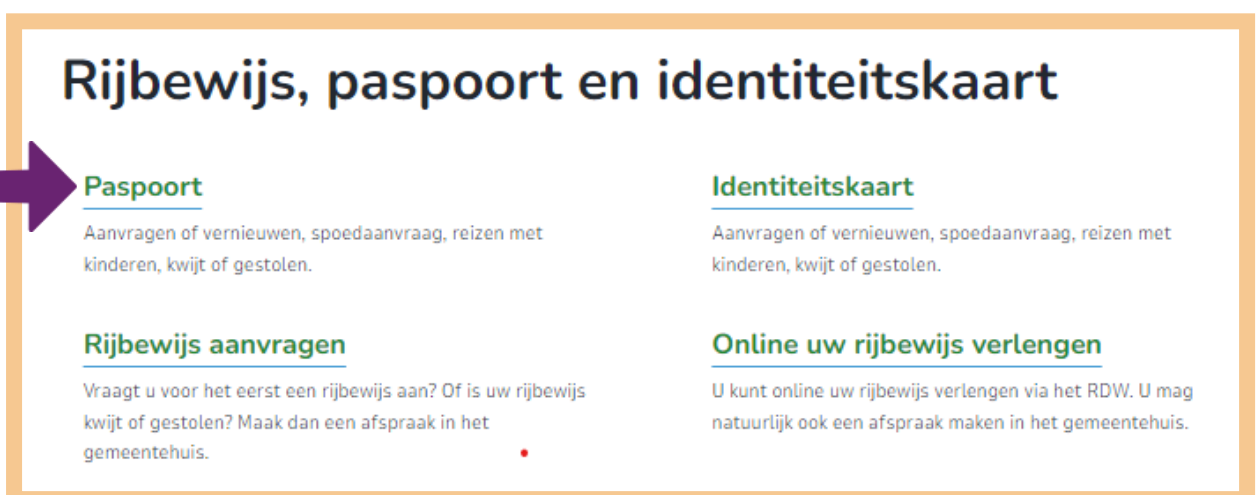 Rijbewijs, paspoort en identiteitskaart
Paspoort
Aanvragen of vernieuwen, spoedaanvraag, reizen met
kinderen, kwijt of gestolen.
Identiteitskaart
Aanvragen of vernieuwen, spoedaanvraag, reizen met
kinderen, kwijt of gestolen.
Rijbewijs aanvragen
Vraagt u voor het eerst een rijbewijs aan? Of is uw rijbewijs
kwijt of gestolen? Maak dan een afspraak in het
gemeentehuis.
Online uw rijbewijs verlengen
U kunt online uw rijbewijs verlengen via het RDW. U mag
natuurlijk ook een afspraak maken in het gemeentehuis.